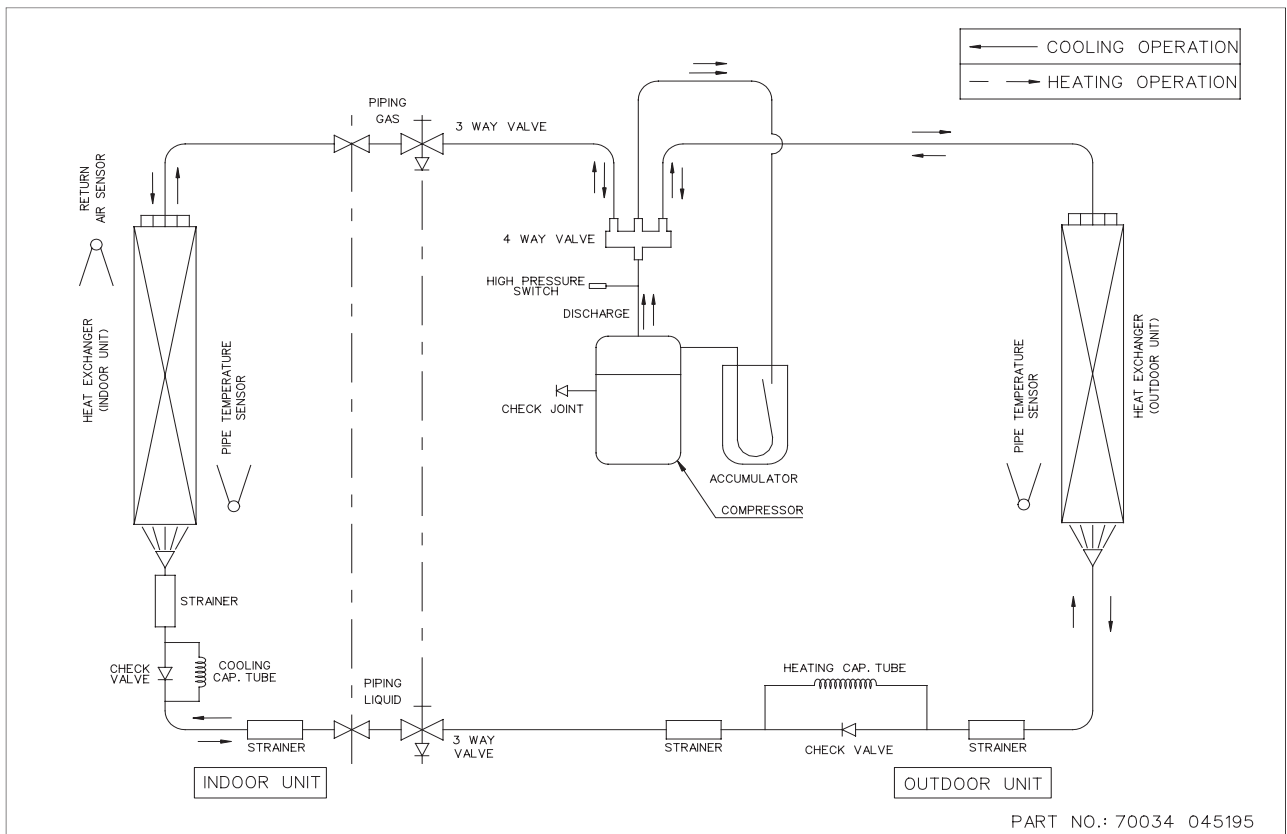 COOLING OPERATION
HEATING OPERATION
PIPING
GAS
3 WAY VALVE
RETURN
AIR SENSOR
4 WAY VALVE
HIGH PRESSURE
SWITCH
DISCHARGE
HEAT EXCHANGER
(INDOOR UNIT)
PIPE TEMPERATURE
SENSOR
CHECK JOINT
ACCUMULATOR
COMPRESSOR
PIPE TEMPERATURE
SENSOR
HEAT EXCHANGER
(OUTDOOR UNIT)
STRAINER
CHECK
VALVE
COOLING
CAP. TUBE
PIPING
LIQUID
HEATING CAP. TUBE
STRAINER
3 WAY
VALVE
STRAINER
CHECK VALVE
STRAINER
INDOOR UNIT
OUTDOOR UNIT
PART NO.: 70034 045195